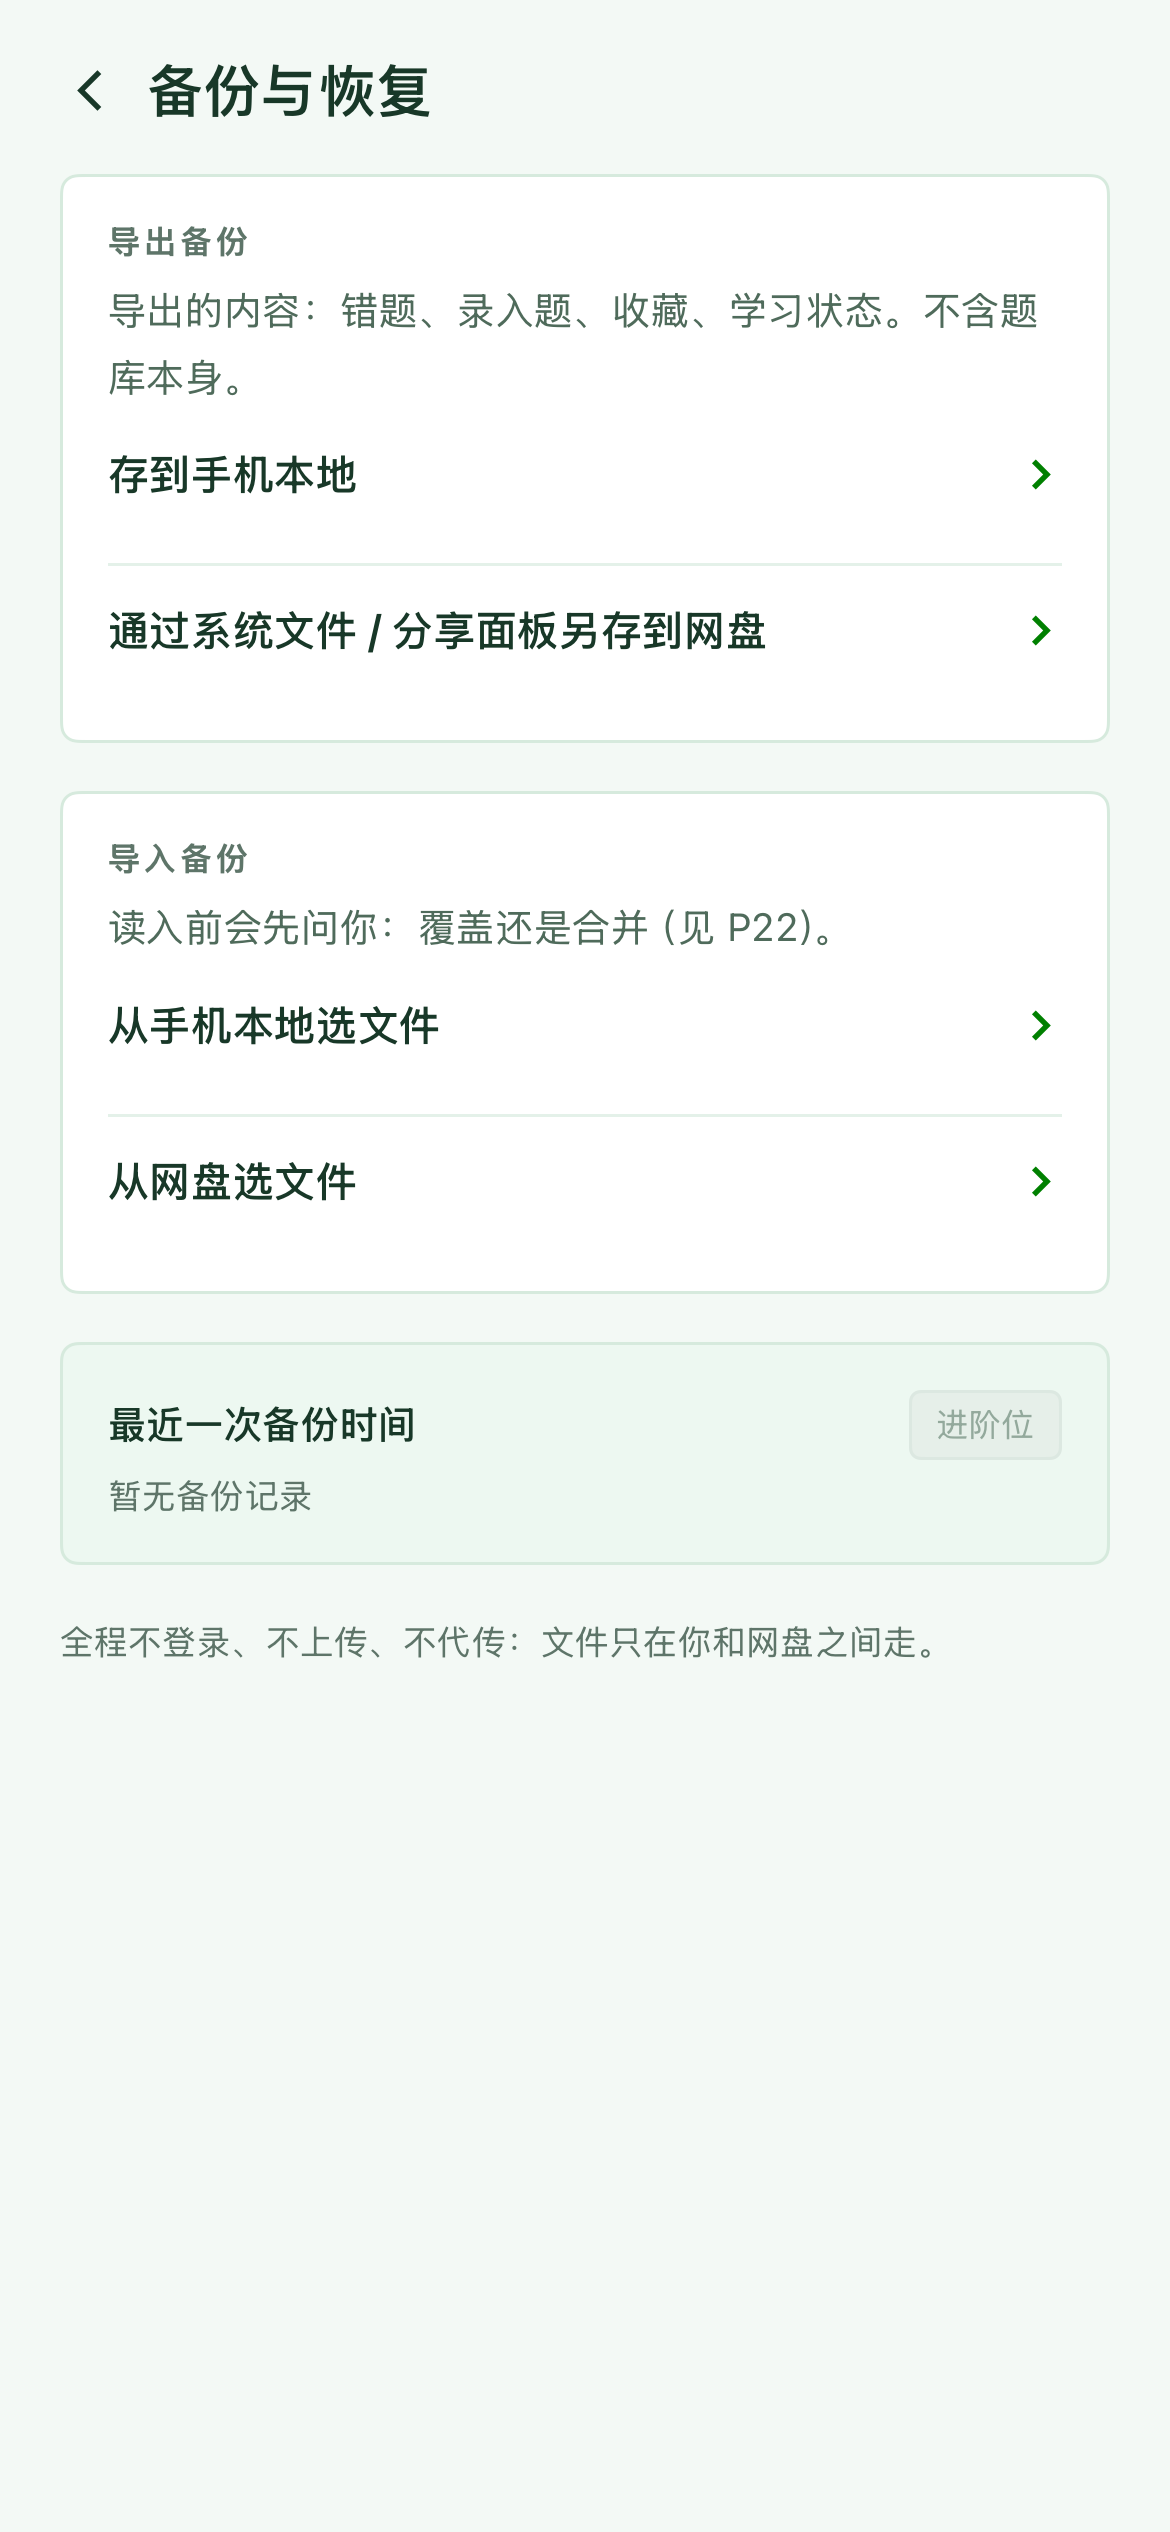 备份与恢复
导出备份
导出的内容：错题、录入题、收藏、学习状态。不含题
库本身。
存到手机本地
通过系统文件 / 分享面板另存到网盘
导入备份
读入前会先问你：覆盖还是合并 (见 P22)。
从手机本地选文件
从网盘选文件
最近一次备份时间
进阶位
暂无备份记录
全程不登录、不上传、不代传：文件只在你和网盘之间走。